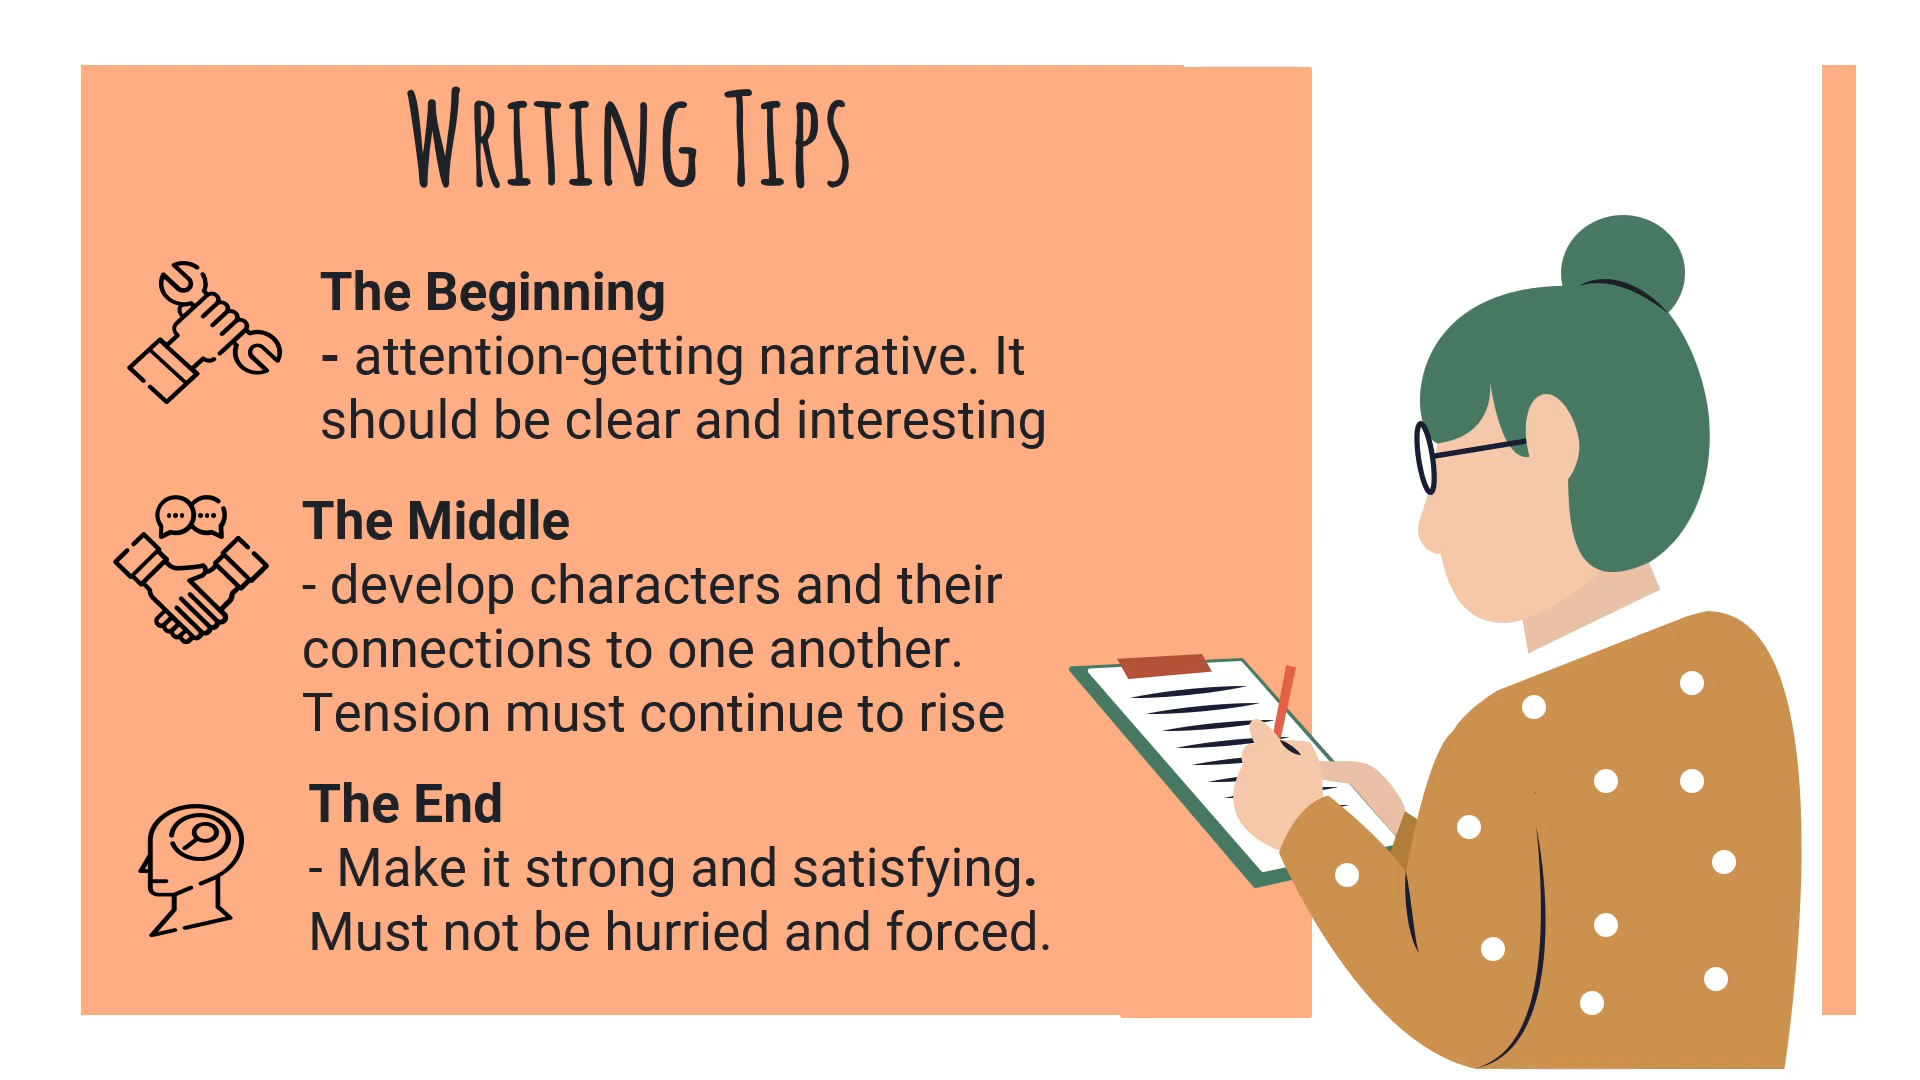 Writing Tips
The Beginning
- attention-getting narrative. It
should be clear and interesting
The Middle
- develop characters and their
connections to one another.
Tension must continue to rise
The End
- Make it strong and satisfying.
Must not be hurried and forced.